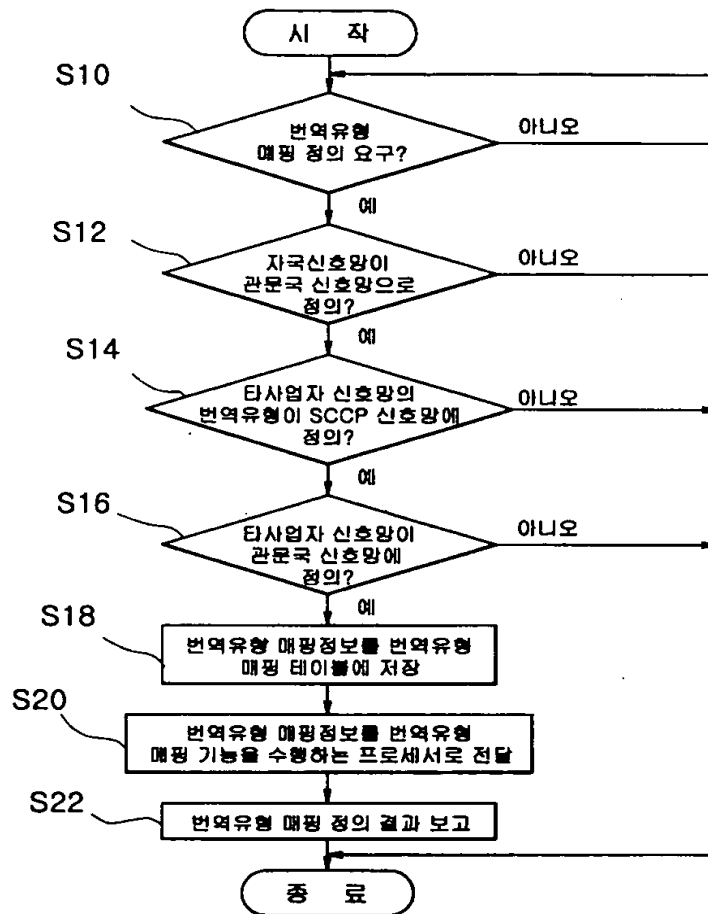 시 작
S10
번역유형
매핑 정의 요구?
아니오
예
S12
자국신호망이
관문국 신호망으로
정의?
아니오
예
S14
타사업자 신호망의
번역유형이 SCCP 신호망에
정의?
아니오
예
S16
타사업자 신호망이
관문국 신호망에
정의?
아니오
예
S18
번역유형 매핑정보를 번역유형
매핑 테이블에 저장
S20
번역유형 매핑정보를 번역유형
매핑 기능을 수행하는 프로세서로 전달
S22
번역유형 매핑 정의 결과 보고
종 료